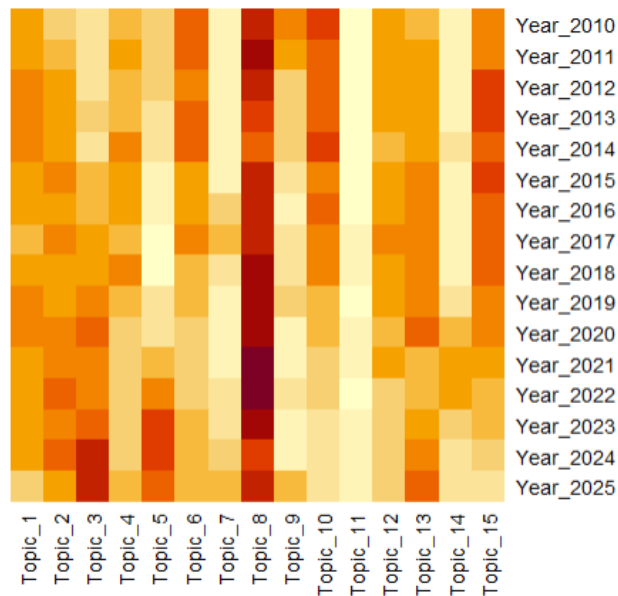 Year_2010
Year_2011
Year_2012
Year_2013
Year_2014
Year_2015
Year_2016
Year_2017
Year_2018
Year_2019
Year_2020
Year_2021
Year_2022
Year_2023
Year_2024
Year_2025
Topic_1
Topic_2
Topic_3
Topic_4
Topic_5
Topic_6
Topic_7
Topic_8
Topic_9
Topic_10
Topic_11
Topic_12
Topic_13
Topic_14
Topic_15